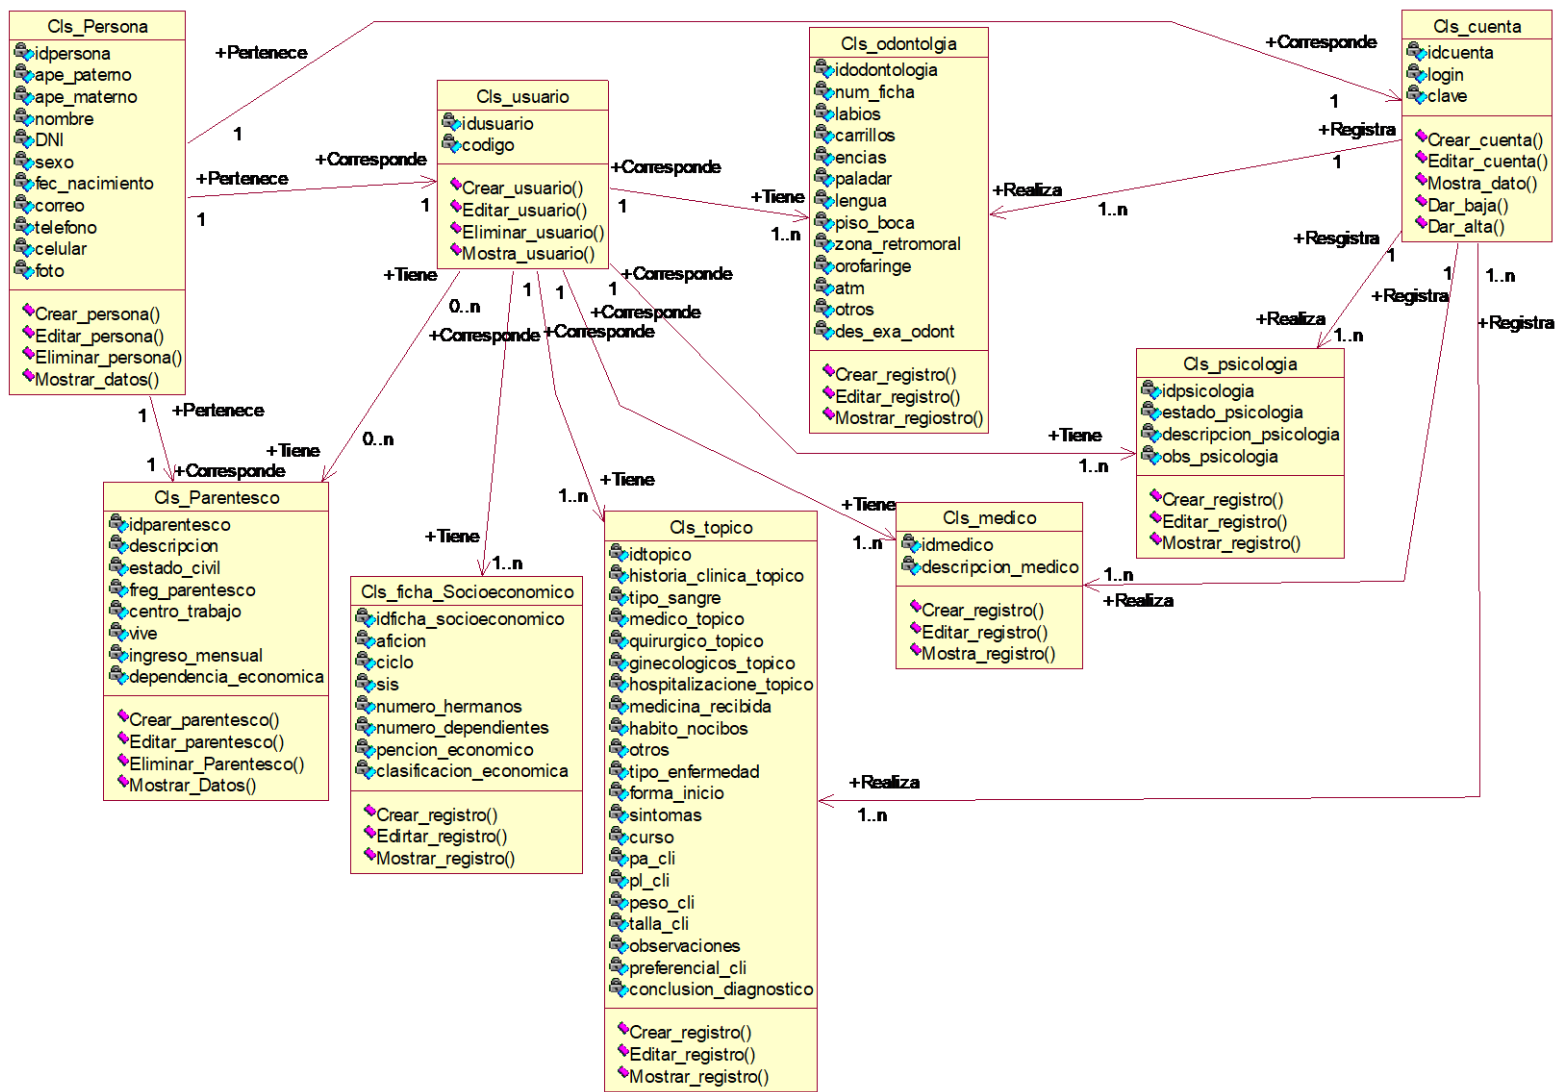 Cls_Persona
idpersona
ape_paterno
ape_materno
nombre
DNI
sexo
fec_nacimiento
correo
telefono
celular
foto
Crear_persona()
Editar_persona()
Eliminar_persona()
Mostrar_datos()
+Pertenece
1
+Corresponde
1
+Pertenece
1
+Corresponde
1
+Pertenece
1
+Corresponde
1
Cls_usuario
idusuario
codigo
Crear_usuario()
Editar_usuario()
Eliminar_usuario()
Mostra_usuario()
+Corresponde
1
+Tiene
1..n
+Tiene
0..n
+Tiene
0..n
+Corresponde
1
+Tiene
1..n
+Corresponde
1
+Tiene
1..n
+Corresponde
1
+Tiene
1..n
+Corresponde
1
+Tiene
1..n
Cls_odontolgia
idodontologia
num_ficha
labios
carrillos
encias
paladar
lengua
piso_boca
zona_retromoral
orofaringe
atm
otros
des_exa_odont
Crear_registro()
Editar_registro()
Mostrar_regiostro()
Cls_cuenta
idcuenta
login
clave
Crear_cuenta()
Editar_cuenta()
Mostra_dato()
Dar_baja()
Dar_alta()
+Registra
1
+Realiza
1..n
+Resgistra
1
+Realiza
1..n
+Registra
1
+Realiza
1..n
+Registra
1..n
+Realiza
1..n
Cls_psicologia
idpsicologia
estado_psicologia
descripcion_psicologia
obs_psicologia
Crear_registro()
Editar_registro()
Mostrar_registro()
Cls_Parentesco
idparentesco
descripcion
estado_civil
freg_parentesco
centro_trabajo
vive
ingreso_mensual
dependencia_economica
Crear_parentesco()
Editar_parentesco()
Eliminar_Parentesco()
Mostrar_Datos()
Cls_ficha_Socioeconomico
idficha_socioeconomico
aficion
ciclo
sis
numero_hermanos
numero_dependientes
pencion_economico
clasificacion_economica
Crear_registro()
Edirtar_registro()
Mostrar_registro()
Cls_topico
idtopico
historia_clinica_topico
tipo_sangre
medico_topico
quirurgico_topico
ginecologicos_topico
hospitalizacione_topico
medicina_recibida
habito_nocibos
otros
tipo_enfermedad
forma_inicio
sintomas
curso
pa_cli
pl_cli
peso_cli
talla_cli
observaciones
preferencial_cli
conclusion_diagnostico
Crear_registro()
Editar_registro()
Mostrar_registro()
Cls_medico
idmedico
descripcion_medico
Crear_registro()
Editar_registro()
Mostra_registro()